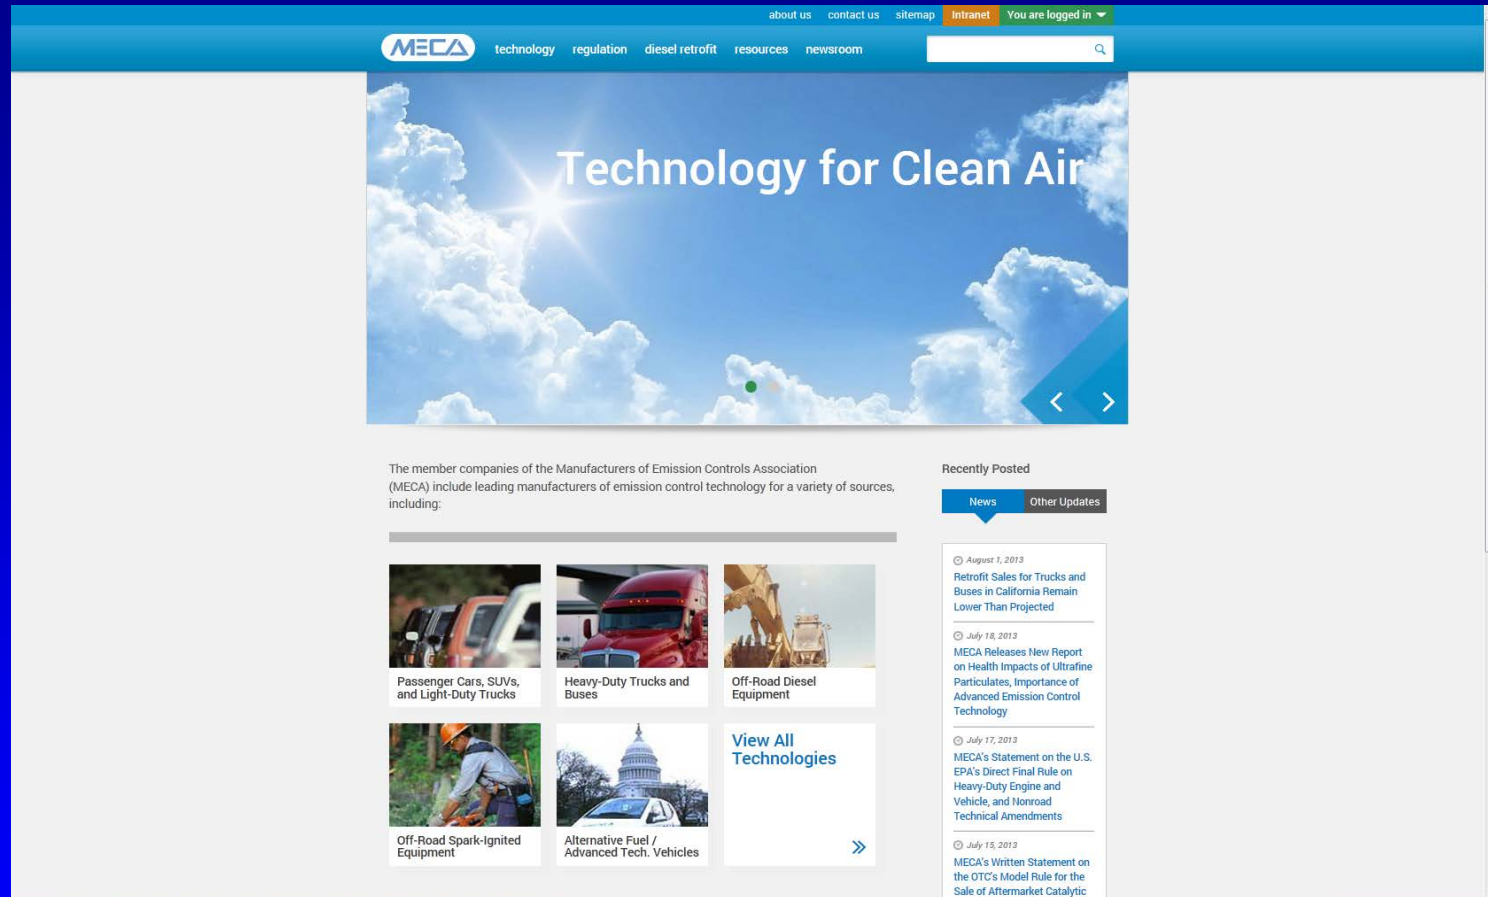 about us contact us sitemap Intranet You are logged in
MECA technology regulation diesel retrofit resources newsroom
Technology for Clean Air
The member companies of the Manufacturers of Emission Controls Association
(MECA) include leading manufacturers of emission control technology for a variety of sources,
including:
Passenger Cars, SUVs,
and Light-Duty Trucks
Heavy-Duty Trucks and
Buses
Off-Road Diesel
Equipment
Off-Road Spark-Ignited
Equipment
Alternative Fuel /
Advanced Tech. Vehicles
View All
Technologies
Recently Posted
News Other Updates
August 1, 2013
Retrofit Sales for Trucks and
Buses in California Remain
Lower Than Projected
July 18, 2013
MECA Releases New Report
on Health Impacts of Ultrafine
Particulates, Importance of
Advanced Emission Control
Technology
July 17, 2013
MECA's Statement on the U.S.
EPA's Direct Final Rule on
Heavy-Duty Engine and
Vehicle, and Nonroad
Technical Amendments
July 15, 2013
MECA's Written Statement on
the OTC's Model Rule for the
Sale of Aftermarket Catalytic